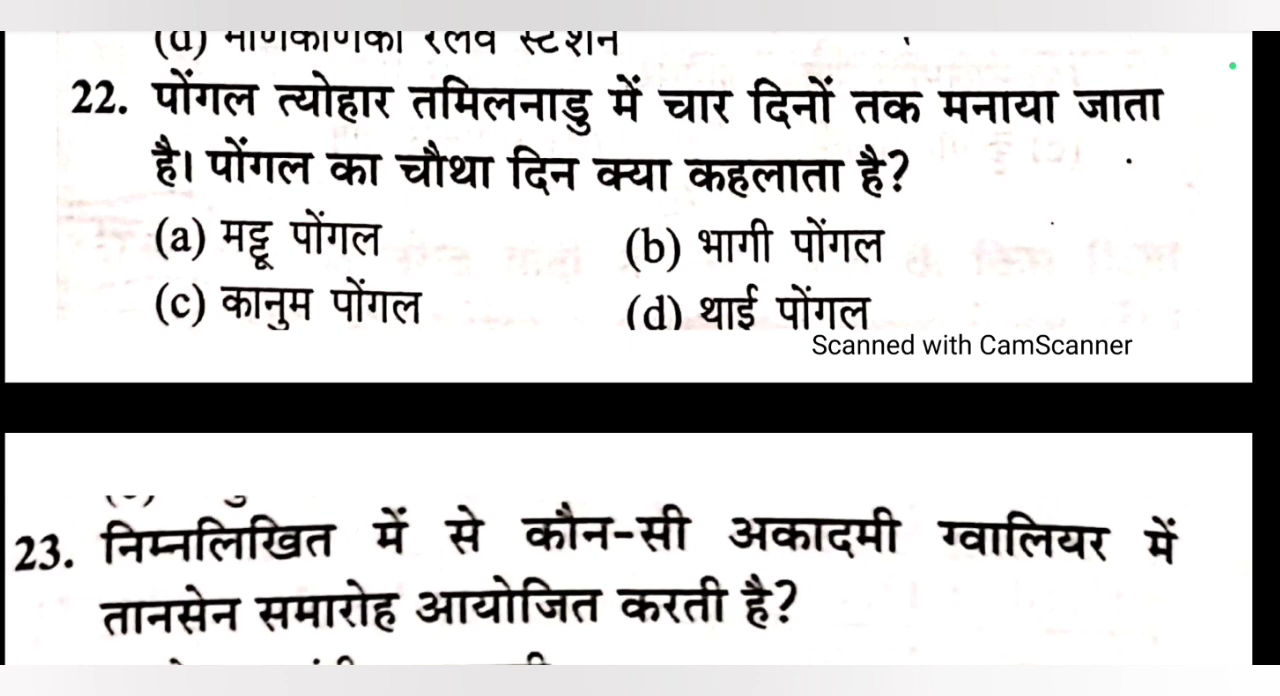 22. पोंगल त्योहार तमिलनाडु में चार दिनों तक मनाया जाता
है। पोंगल का चौथा दिन क्या कहलाता है?
(a) मट्टू पोंगल (b) भागी पोंगल
(c) कानुम पोंगल (d) थाई पोंगल
Scanned with CamScanner
23. निम्नलिखित में से कौन-सी अकादमी ग्वालियर में
तानसेन समारोह आयोजित करती है?